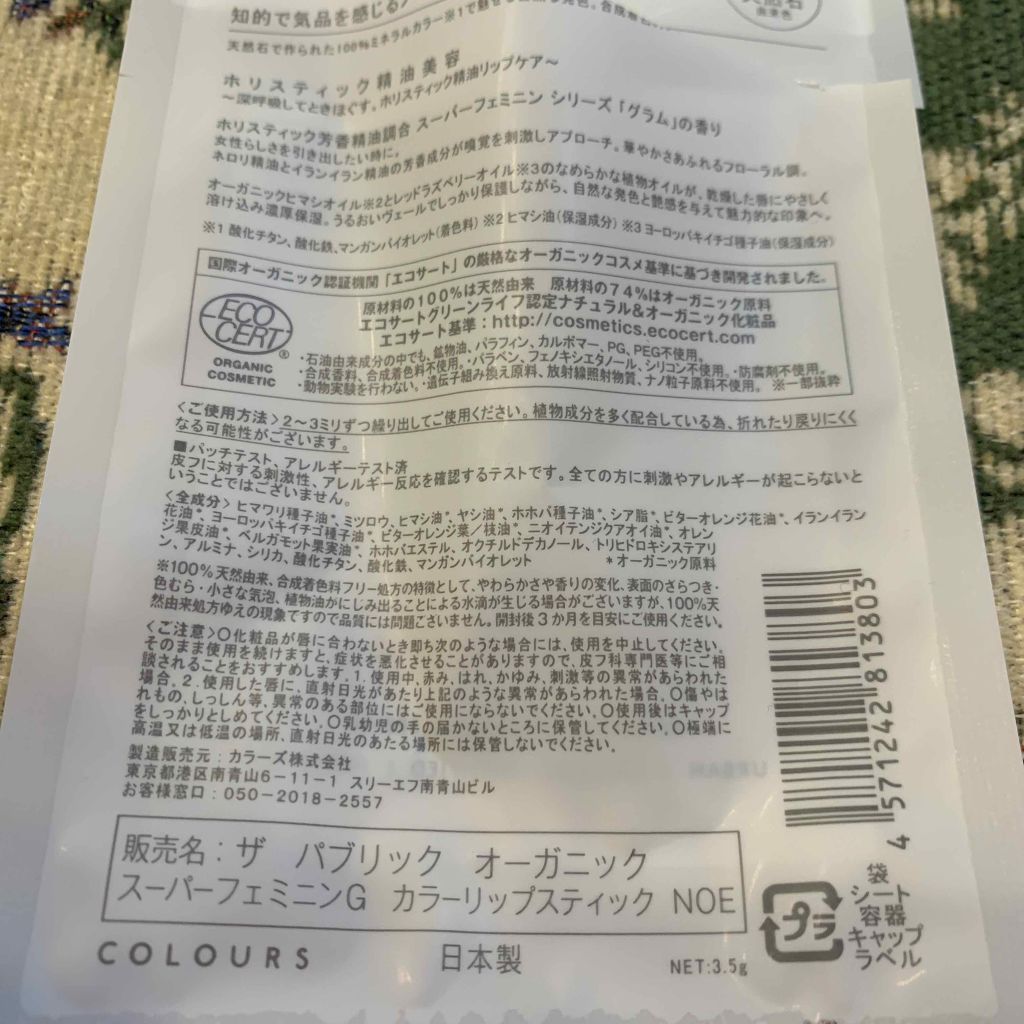 知的で気品を感じる
天然石で作られた100%ミネラルカラー※1で魅せる
由来色
ホリスティック精油美容
〜深呼吸してときほぐす。ホリスティック精油リップケア〜
ホリスティック芳香精油調合 スーパーフェミニン シリーズ「グラム」の香り
女性らしさを引き出したい時に。
ネロリ精油とイランイラン精油の芳香成分が嗅覚を刺激しアプローチ。華やかさあふれるフローラル調。
オーガニックヒマシオイル※2とレッドラズベリーオイル※3のなめらかな植物オイルが、乾燥した唇にやさしく
溶け込み濃厚保湿。うるおいヴェールでしっかり保護しながら、自然な発色と艶感を与えて魅力的な印象へ。
※1 酸化チタン、酸化鉄、マンガンバイオレット(着色料) ※2 ヒマシ油(保湿成分) ※3 ヨーロッパキイチゴ種子油(保湿成分)
国際オーガニック認証機関「エコサート」の厳格なオーガニックコスメ基準に基づき開発されました。
ECO
CERT
®
ORGANIC
COSMETIC
原材料の100%は天然由来 原材料の74%はオーガニック原料
エコサートグリーンライフ認定ナチュラル&オーガニック化粧品
エコサート基準：http://cosmetics.ecocert.com
・石油由来成分の中でも、鉱物油、パラフィン、カルボマー、PG、PEG不使用。
・合成香料、合成着色料不使用。・パラベン、フェノキシエタノール、シリコン不使用。・防腐剤不使用。
・動物実験を行わない。・遺伝子組み換え原料、放射線照射物質、ナノ粒子原料不使用。 ※一部抜粋
〈ご使用方法〉2〜3ミリずつ繰り出してご使用ください。植物成分を多く配合している為、折れたり戻りにくく
なる可能性がございます。
■パッチテスト、アレルギーテスト済
皮フに対する刺激性、アレルギー反応を確認するテストです。全ての方に刺激やアレルギーが起こらないと
いうことではございません。
〈全成分〉ヒマワリ種子油*、ミツロウ、ヒマシ油*、ヤシ油*、ホホバ種子油*、シア脂*、ビターオレンジ花油*、イランイラン
花油*、ヨーロッパキイチゴ種子油*、ビターオレンジ葉/枝油*、ニオイテンジクアオイ油*、オレン
ジ果皮油*、ベルガモット果実油*、ホホバエステル、オクチルドデカノール、トリヒドロキシステアリ
ン、アルミナ、シリカ、酸化チタン、酸化鉄、マンガンバイオレット *オーガニック原料
※100%天然由来、合成着色料フリー処方の特徴として、やわらかさや香りの変化、表面のざらつき・
色むら・小さな気泡、植物油がにじみ出ることによる水滴が生じる場合がございますが、100%天
然由来処方ゆえの現象ですので品質には問題ございません。開封後3か月を目安にご使用ください。
〈ご注意〉〇化粧品が唇に合わないとき即ち次のような場合には、使用を中止してください。
そのまま使用を続けますと、症状を悪化させることがありますので、皮フ科専門医等にご相
談されることをおすすめします。1. 使用中、赤み、はれ、かゆみ、刺激等の異常があらわれた
場合。2. 使用した唇に、直射日光があたり上記のような異常があらわれた場合。〇傷やは
れもの、しっしん等、異常のある部位にはご使用にならないでください。〇使用後はキャップ
をしっかりとしめてください。〇乳幼児の手の届かないところに保管してください。〇極端に
高温又は低温の場所、直射日光のあたる場所には保管しないでください。
製造販売元：カラーズ株式会社
東京都港区南青山6-11-1 スリーエフ南青山ビル
お客様窓口：050-2018-2557
4571242813803
販売名：ザ パブリック オーガニック
スーパーフェミニンG カラーリップスティック NOE
プラ
袋
シート
容器
キャップ
ラベル
COLOURS 日本製 NET:3.5g